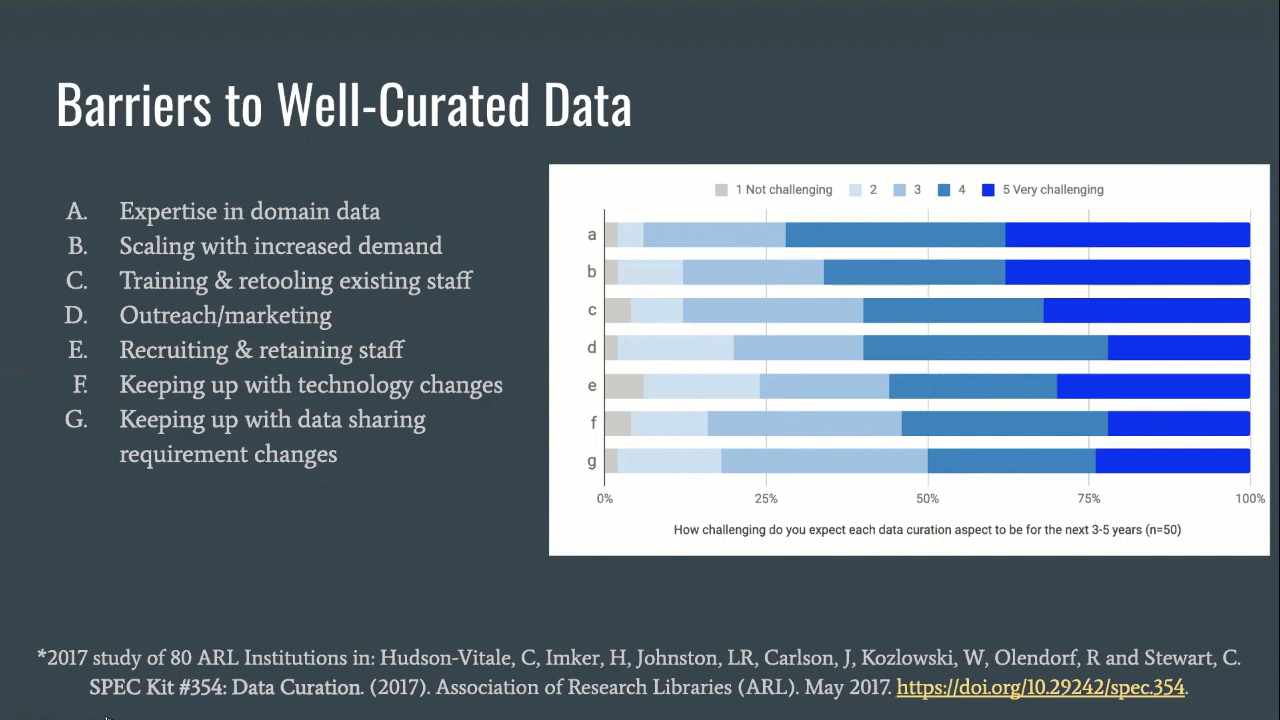 Barriers to Well-Curated Data
A. Expertise in domain data
B. Scaling with increased demand
C. Training & retooling existing staff
D. Outreach/marketing
E. Recruiting & retaining staff
F. Keeping up with technology changes
G. Keeping up with data sharing
requirement changes
1 Not challenging 2 3 4 5 Very challenging
a
b
c
d
e
f
g
0% 25% 50% 75% 100%
How challenging do you expect each data curation aspect to be for the next 3-5 years (n=50)
*2017 study of 80 ARL Institutions in: Hudson-Vitale, C, Imker, H, Johnston, LR, Carlson, J, Kozlowski, W, Olendorf, R and Stewart, C.
SPEC Kit #354: Data Curation. (2017). Association of Research Libraries (ARL). May 2017. https://doi.org/10.29242/spec.354.